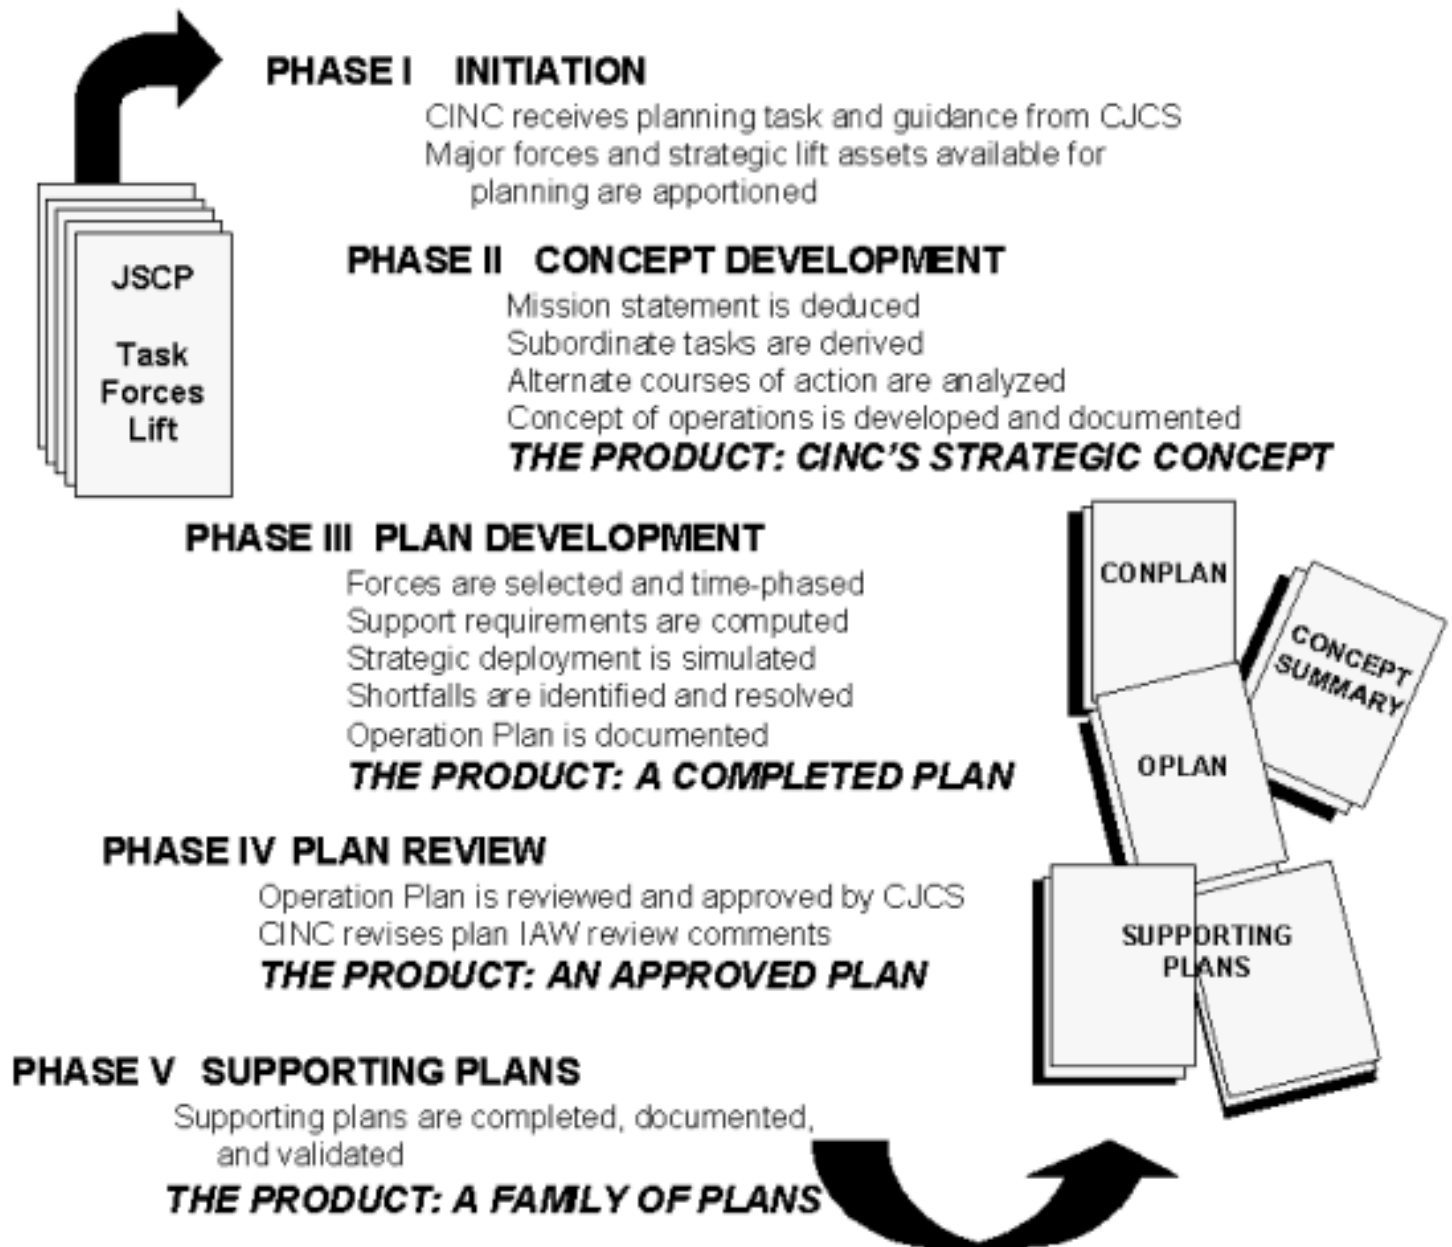 PHASE I INITIATION
CINC receives planning task and guidance from CJCS
Major forces and strategic lift assets available for
planning are apportioned
JSCP
Task
Forces
Lift
PHASE II CONCEPT DEVELOPMENT
Mission statement is deduced
Subordinate tasks are derived
Alternate courses of action are analyzed
Concept of operations is developed and documented
THE PRODUCT: CINC'S STRATEGIC CONCEPT
PHASE III PLAN DEVELOPMENT
Forces are selected and time-phased
Support requirements are computed
Strategic deployment is simulated
Shortfalls are identified and resolved
Operation Plan is documented
THE PRODUCT: A COMPLETED PLAN
CONPLAN
CONCEPT
SUMMARY
OPLAN
SUPPORTING
PLANS
PHASE IV PLAN REVIEW
Operation Plan is reviewed and approved by CJCS
CINC revises plan IAW review comments
THE PRODUCT: AN APPROVED PLAN
PHASE V SUPPORTING PLANS
Supporting plans are completed, documented,
and validated
THE PRODUCT: A FAMILY OF PLANS